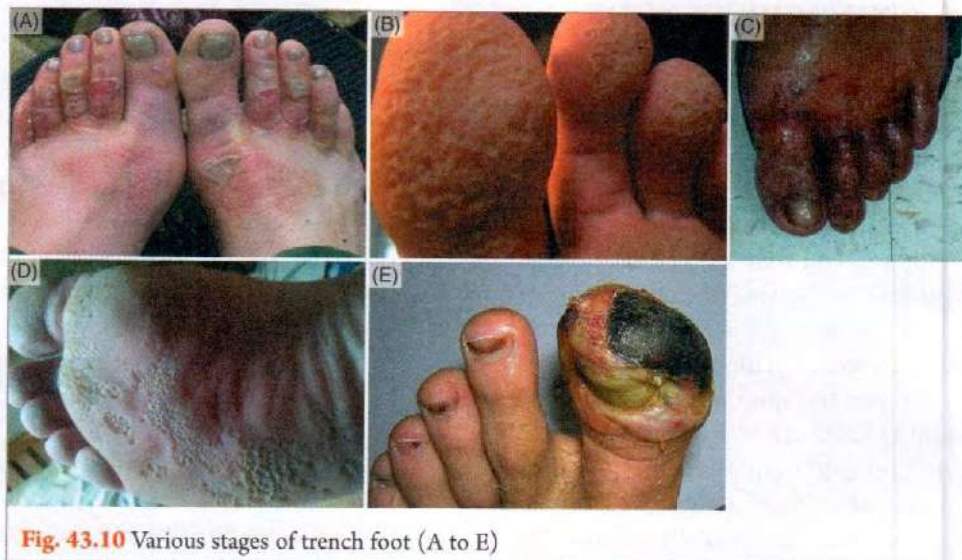 (A)
(B)
(C)
(D)
(E)
Fig. 43.10 Various stages of trench foot (A to E)